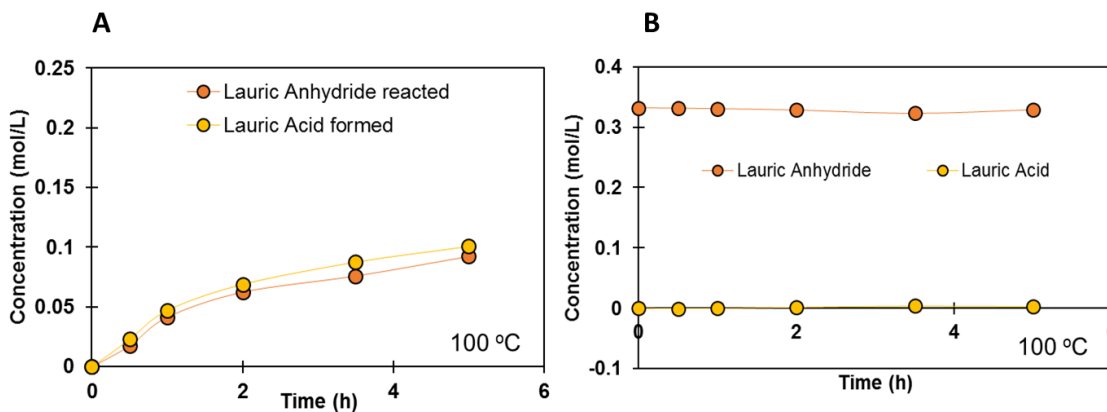 A
Concentration (mol/L)
0.25
0.2
0.15
0.1
0.05
0
Lauric Anhydride reacted
Lauric Acid formed
100 °C
0 2 4 6
Time (h)
B
Concentration (mol/L)
0.4
0.3
0.2
0.1
0
-0.1
Lauric Anhydride Lauric Acid
0 2 4
100 °C
Time (h)